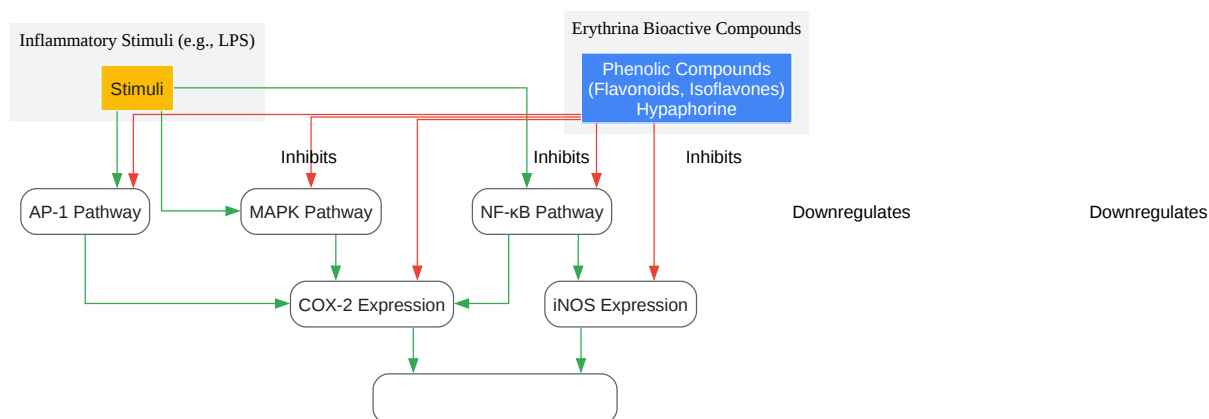 Inflammatory Stimuli (e.g., LPS)
Erythrina Bioactive Compounds
Stimuli
Phenolic Compounds
(Flavonoids, Isoflavones)
Hypaphorine
Inhibits
Inhibits
Inhibits
AP-1 Pathway
MAPK Pathway
NF-κB Pathway
Downregulates
Downregulates
COX-2 Expression
iNOS Expression